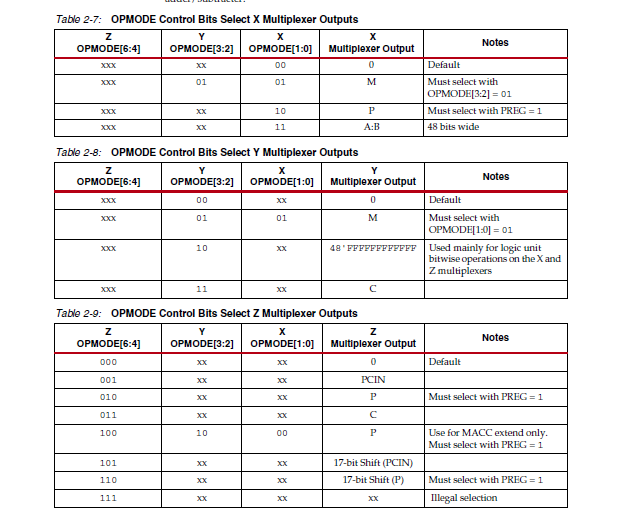 adder/subtracter.
Table 2-7: OPMODE Control Bits Select X Multiplexer Outputs
Z OPMODE[6:4] Y OPMODE[3:2] X OPMODE[1:0] X Multiplexer Output Notes
xxx xx 00 0 Default
xxx 01 01 M Must select with
OPMODE[3:2] = 01
xxx xx 10 P Must select with PREG = 1
xxx xx 11 A:B 48 bits wide
Table 2-8: OPMODE Control Bits Select Y Multiplexer Outputs
Z OPMODE[6:4] Y OPMODE[3:2] X OPMODE[1:0] Y Multiplexer Output Notes
xxx 00 xx 0 Default
xxx 01 01 M Must select with
OPMODE[1:0] = 01
xxx 10 xx 48'FFFFFFFFFFFF Used mainly for logic unit
bitwise operations on the X and
Z multiplexers
xxx 11 xx C
Table 2-9: OPMODE Control Bits Select Z Multiplexer Outputs
Z OPMODE[6:4] Y OPMODE[3:2] X OPMODE[1:0] Z Multiplexer Output Notes
000 xx xx 0 Default
001 xx xx PCIN
010 xx xx P Must select with PREG = 1
011 xx xx C
100 10 00 P Use for MACC extend only.
Must select with PREG = 1
101 xx xx 17-bit Shift (PCIN)
110 xx xx 17-bit Shift (P) Must select with PREG = 1
111 xx xx xx Illegal selection